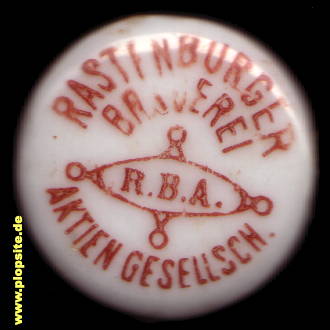 RASTENBURGER
BRAUEREI
R.B.A.
AKTIEN GESELLSCH.
www.plopsite.de